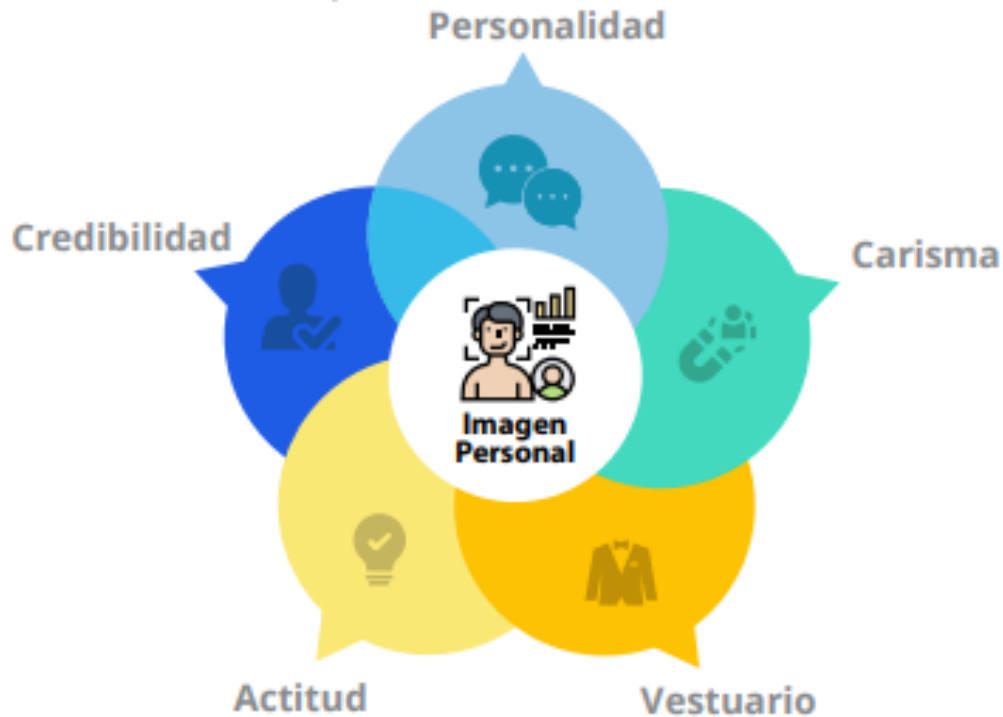 Personalidad
Credibilidad
Carisma
Imagen
Personal
Actitud
Vestuario